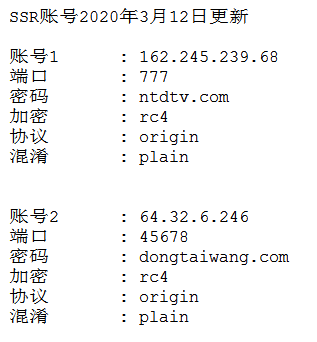 SSR账号2020年3月12日更新
账号1 : 162.245.239.68
端口 : 777
密码 : ntdtv.com
加密 : rc4
协议 : origin
混淆 : plain
账号2 : 64.32.6.246
端口 : 45678
密码 : dongtaiwang.com
加密 : rc4
协议 : origin
混淆 : plain